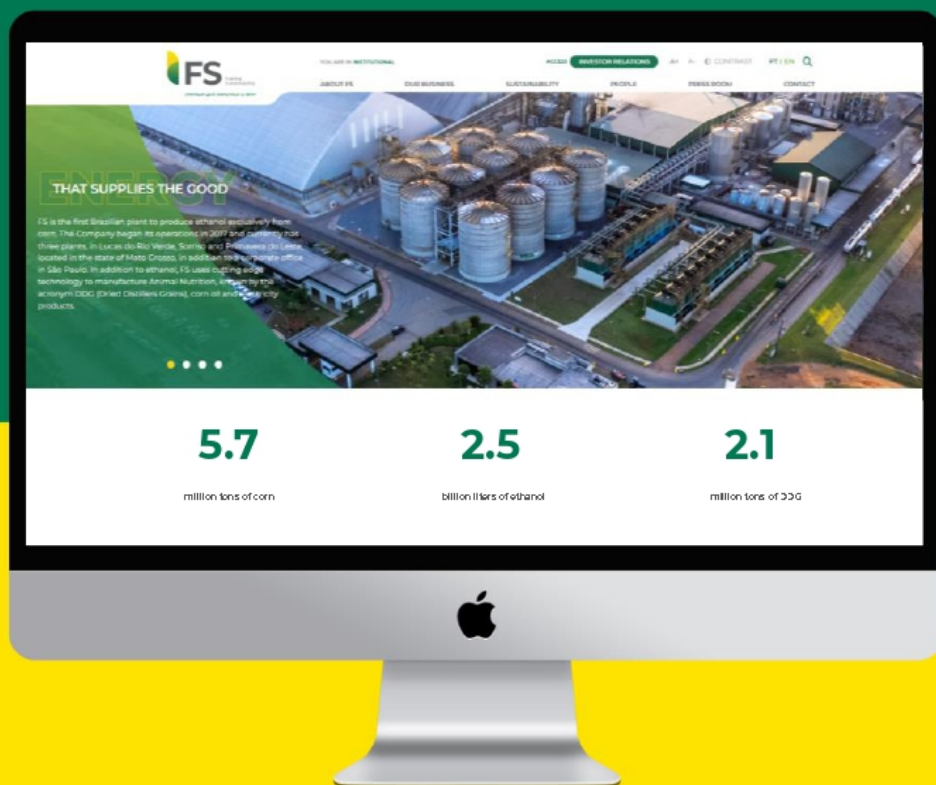 FS
YOU ARE IN INSTITUTIONAL
ACCESS INVESTOR RELATIONS A+ A- CONTRAST PT | EN
ABOUT FS OUR BUSINESS SUSTAINABILITY PEOPLE PRESS ROOM CONTACT
ENERGY
THAT SUPPLIES THE GOOD
FS is the first Brazilian plant to produce ethanol exclusively from
corn. The Company began its operations in 2017 and currently has
three plants, in Lucas do Rio Verde, Sorriso and Primavera do Leste,
located in the state of Mato Grosso, in addition to a corporate office
in São Paulo. In addition to ethanol, FS uses cutting edge
technology to manufacture Animal Nutrition, known by the
acronym DDG (Dried Distillers Grains), corn oil and electricity
products.
5.7 2.5 2.1
million tons of corn billion liters of ethanol million tons of DDG